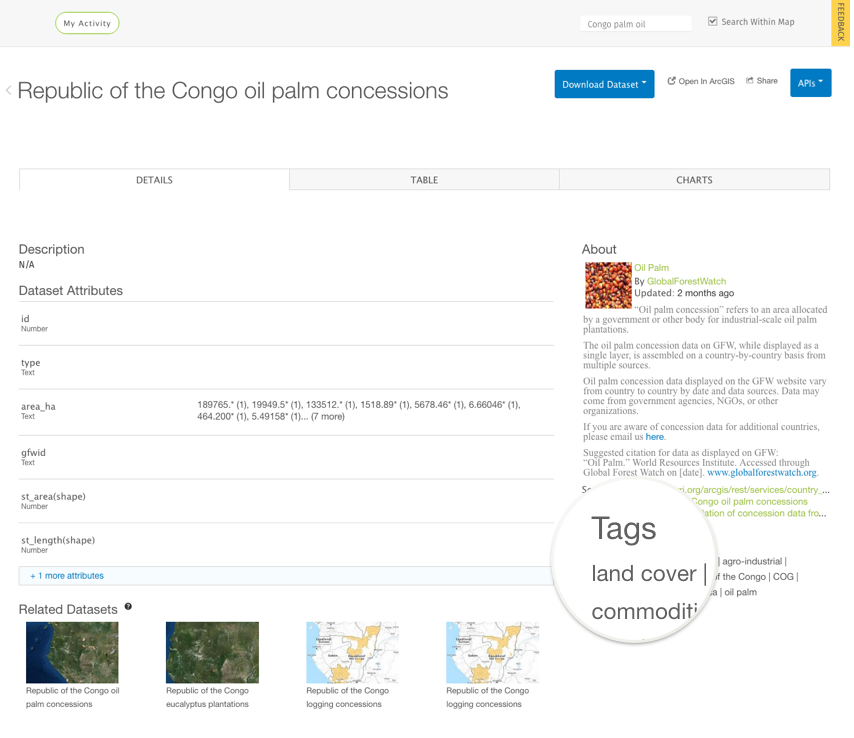 My Activity
Congo palm oil
Search Within Map
FEEDBACK
Republic of the Congo oil palm concessions
Download Dataset
Open In ArcGIS
Share
APIs
DETAILS
TABLE
CHARTS
Description
N/A
Dataset Attributes
id
Number
type
Text
area_ha
Text
189765.* (1), 19949.5* (1), 133512.* (1), 1518.89* (1), 5678.46* (1), 6.66046* (1),
464.200* (1), 5.49158* (1)... (7 more)
gfwid
Text
st_area(shape)
Number
st_length(shape)
Number
+ 1 more attributes
Related Datasets
Republic of the Congo oil
palm concessions
Republic of the Congo
eucalyptus plantations
Republic of the Congo
logging concessions
Republic of the Congo
logging concessions
About
Oil Palm
By GlobalForestWatch
Updated: 2 months ago
“Oil palm concession” refers to an area allocated
by a government or other body for industrial-scale oil palm
plantations.
The oil palm concession data on GFW, while displayed as a
single layer, is assembled on a country-by-country basis from
multiple sources.
Oil palm concession data displayed on the GFW website vary
from country to country by date and data sources. Data may
come from government agencies, NGOs, or other
organizations.
If you are aware of concession data for additional countries,
please email us here.
Suggested citation for data as displayed on GFW:
“Oil Palm.” World Resources Institute. Accessed through
Global Forest Watch on [date]. www.globalforestwatch.org.
ri.org/arcgis/rest/services/country_...
Congo oil palm concessions
ation of concession data fro...
Tags
land cover |
commoditi
| agro-industrial |
f the Congo | COG |
| oil palm